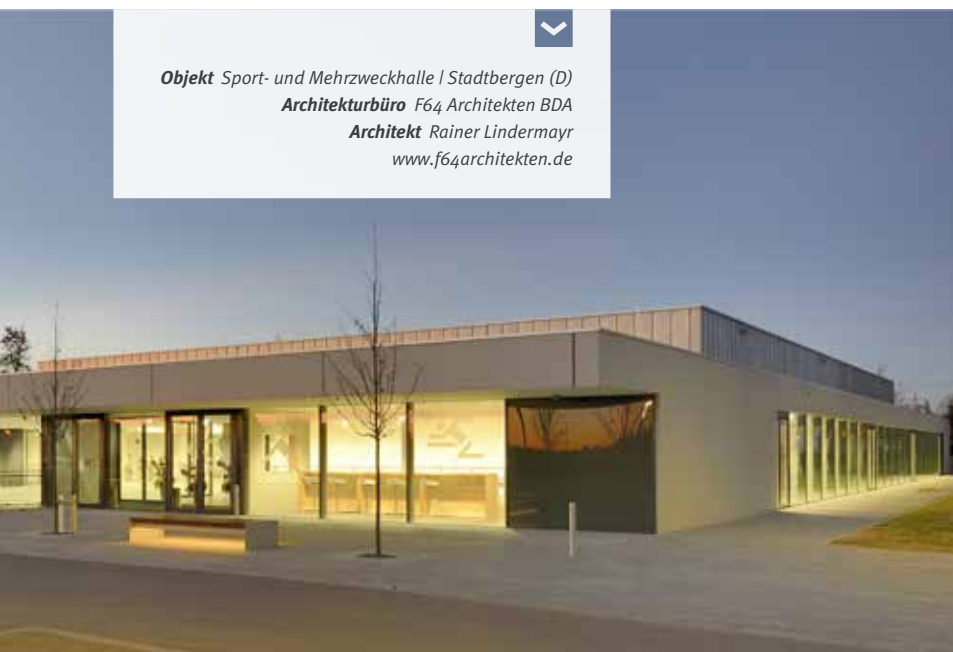 Objekt Sport- und Mehrzweckhalle | Stadtbergen (D)
Architekturbüro F64 Architekten BDA
Architekt Rainer Lindermayr
www.f64architekten.de